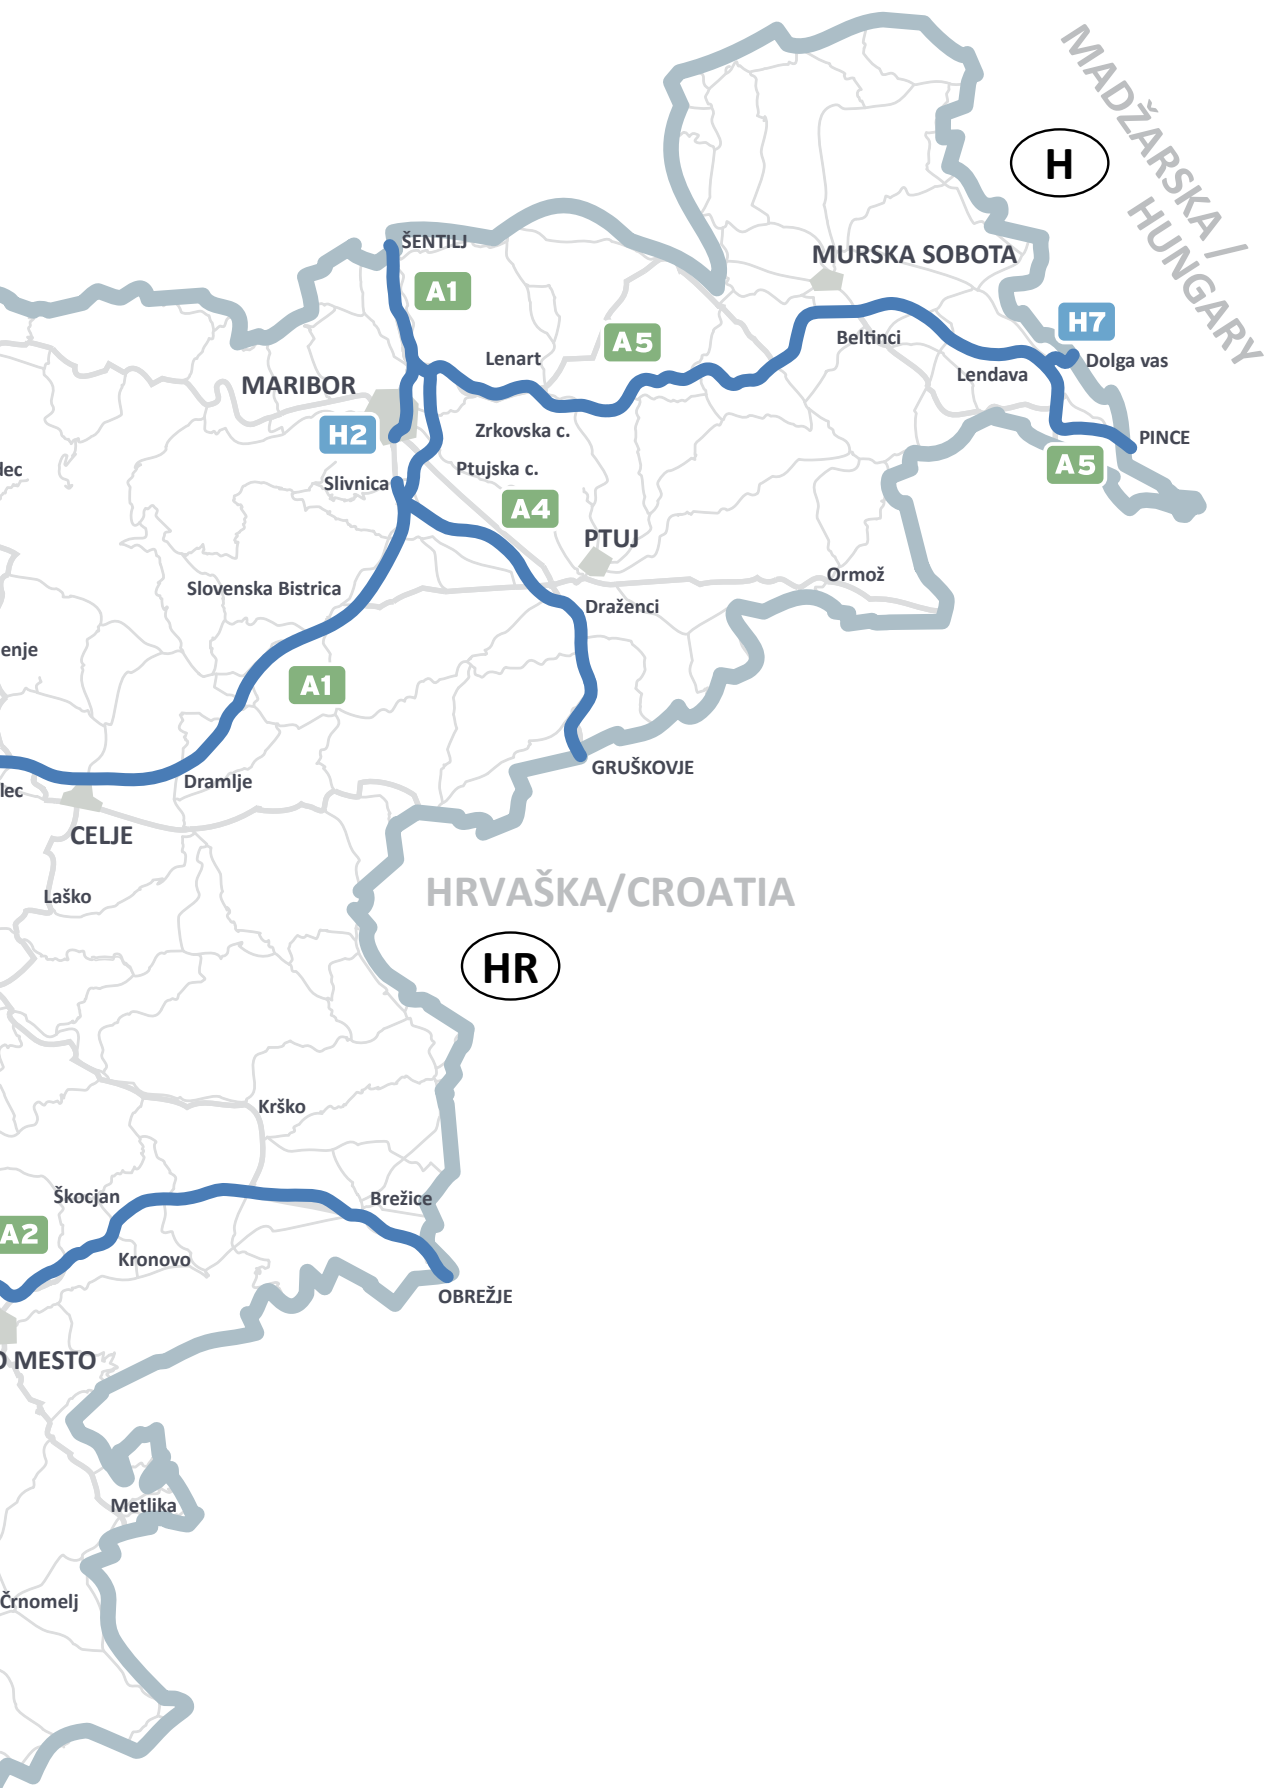 MADŽARSKA /
HUNGARY
H
ŠENTILJ
MURSKA SOBOTA
A1
H7
A5
Beltinci
Lenart
Dolga vas
Lendava
MARIBOR
H2
Zrkovska c.
PINCE
Ptujska c.
A5
Slivnica
A4
PTUJ
Ormož
Slovenska Bistrica
Draženci
enje
A1
GRUŠKOVJE
Dramlje
lec
CELJE
HRVAŠKA/CROATIA
Laško
HR
Krško
Škocjan
Brežice
A2
Kronovo
OBREŽJE
MESTO
Metlika
Črnomelj